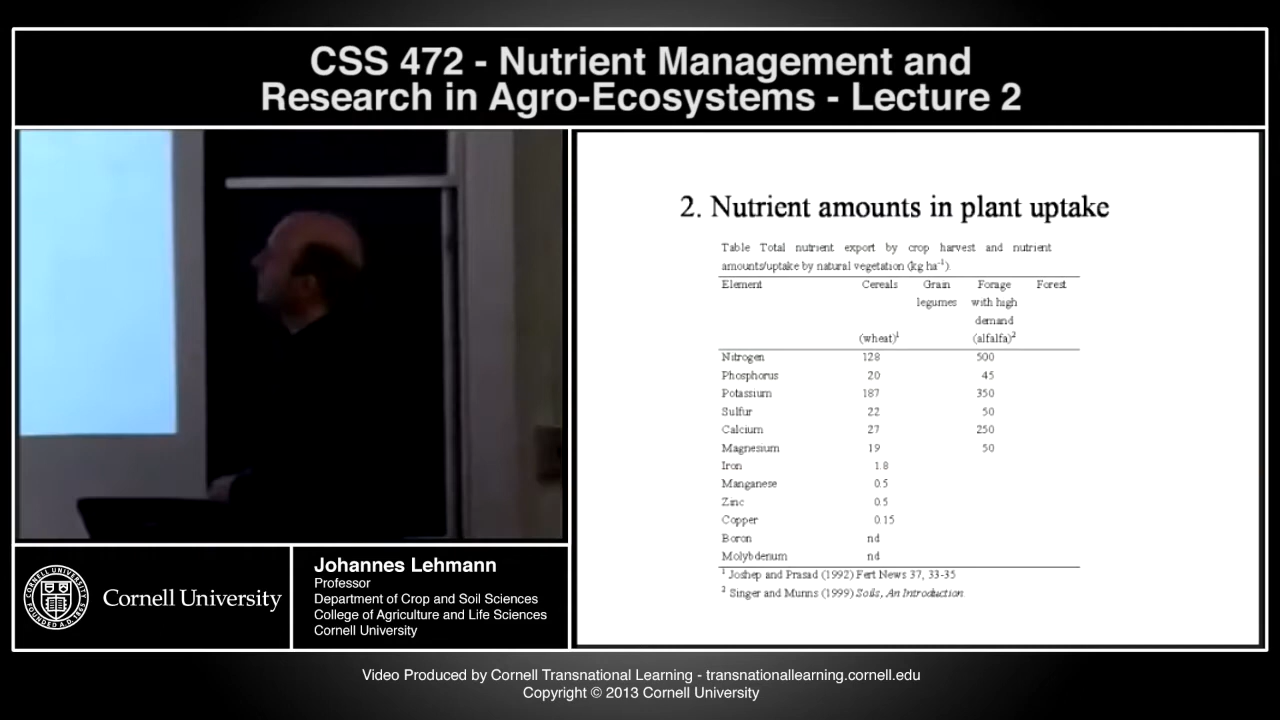 CSS 472 - Nutrient Management and
Research in Agro-Ecosystems - Lecture 2
2. Nutrient amounts in plant uptake
Table Total nutrient export by crop harvest and nutrient
amounts/uptake by natural vegetation (kg ha-1).
Element Cereals Grain Forage Forest
legumes with high
demand
(wheat)1 (alfalfa)2
Nitrogen 128 500
Phosphorus 20 45
Potassium 187 350
Sulfur 22 50
Calcium 27 250
Magnesium 19 50
Iron 1.8
Manganese 0.5
Zinc 0.5
Copper 0.15
Boron nd
Molybdenum nd
1 Joshep and Prasad (1992) Fert News 37, 33-35
2 Singer and Munns (1999) Soils, An Introduction.
CORNELL UNIVERSITY
FOUNDED A.D. 1865
Cornell University
Johannes Lehmann
Professor
Department of Crop and Soil Sciences
College of Agriculture and Life Sciences
Cornell University
Video Produced by Cornell Transnational Learning - transnationallearning.cornell.edu
Copyright © 2013 Cornell University